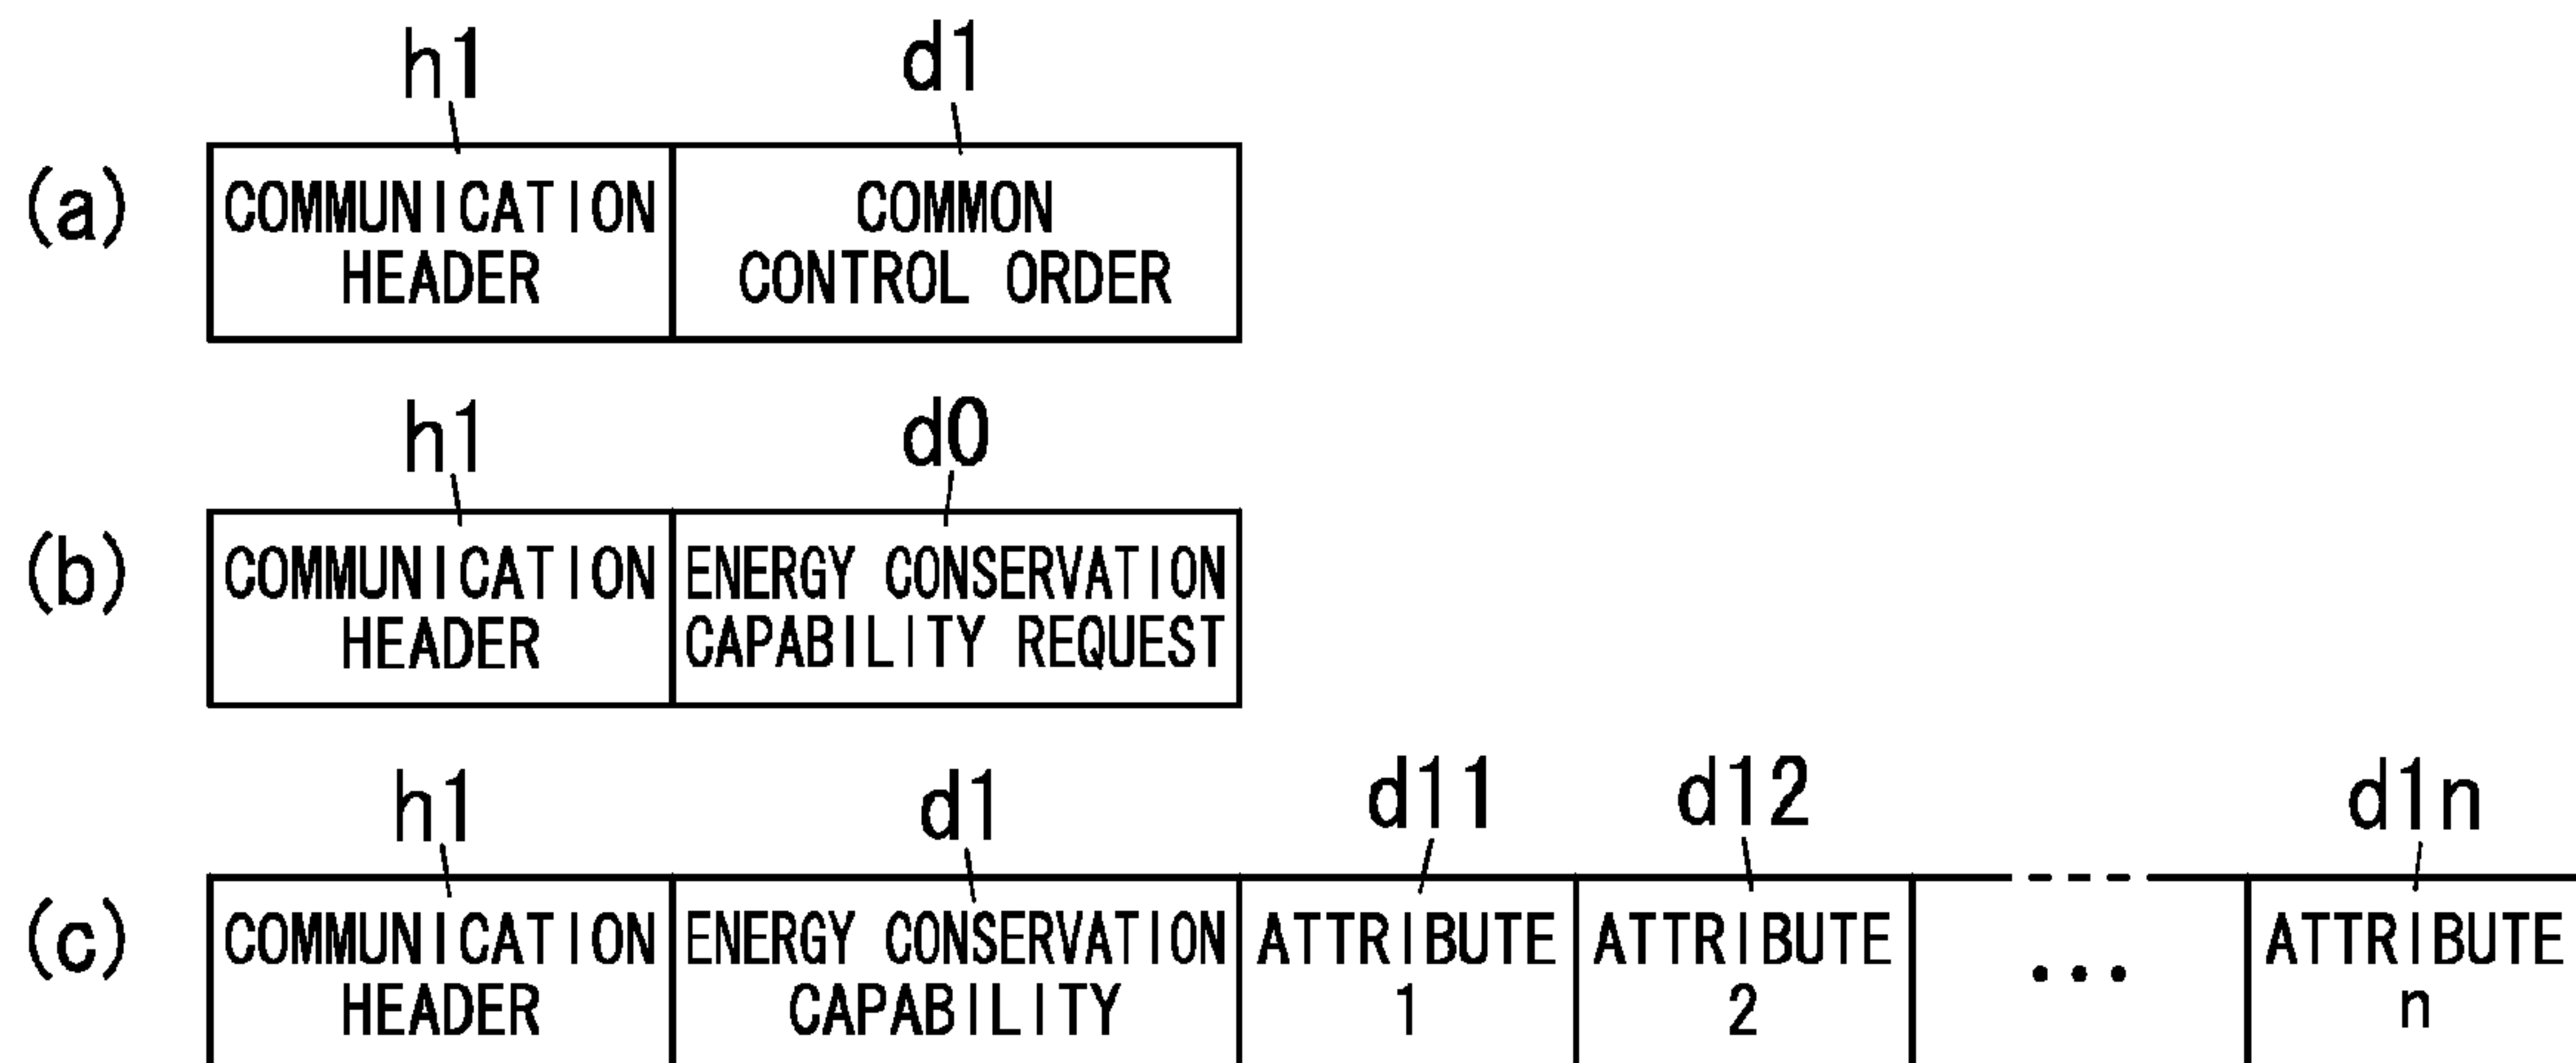 h1 d1
(a) COMMUNICATION HEADER COMMON CONTROL ORDER
h1 d0
(b) COMMUNICATION HEADER ENERGY CONSERVATION CAPABILITY REQUEST
h1 d1 d11 d12 d1n
(c) COMMUNICATION HEADER ENERGY CONSERVATION CAPABILITY ATTRIBUTE 1 ATTRIBUTE 2 ... ATTRIBUTE n